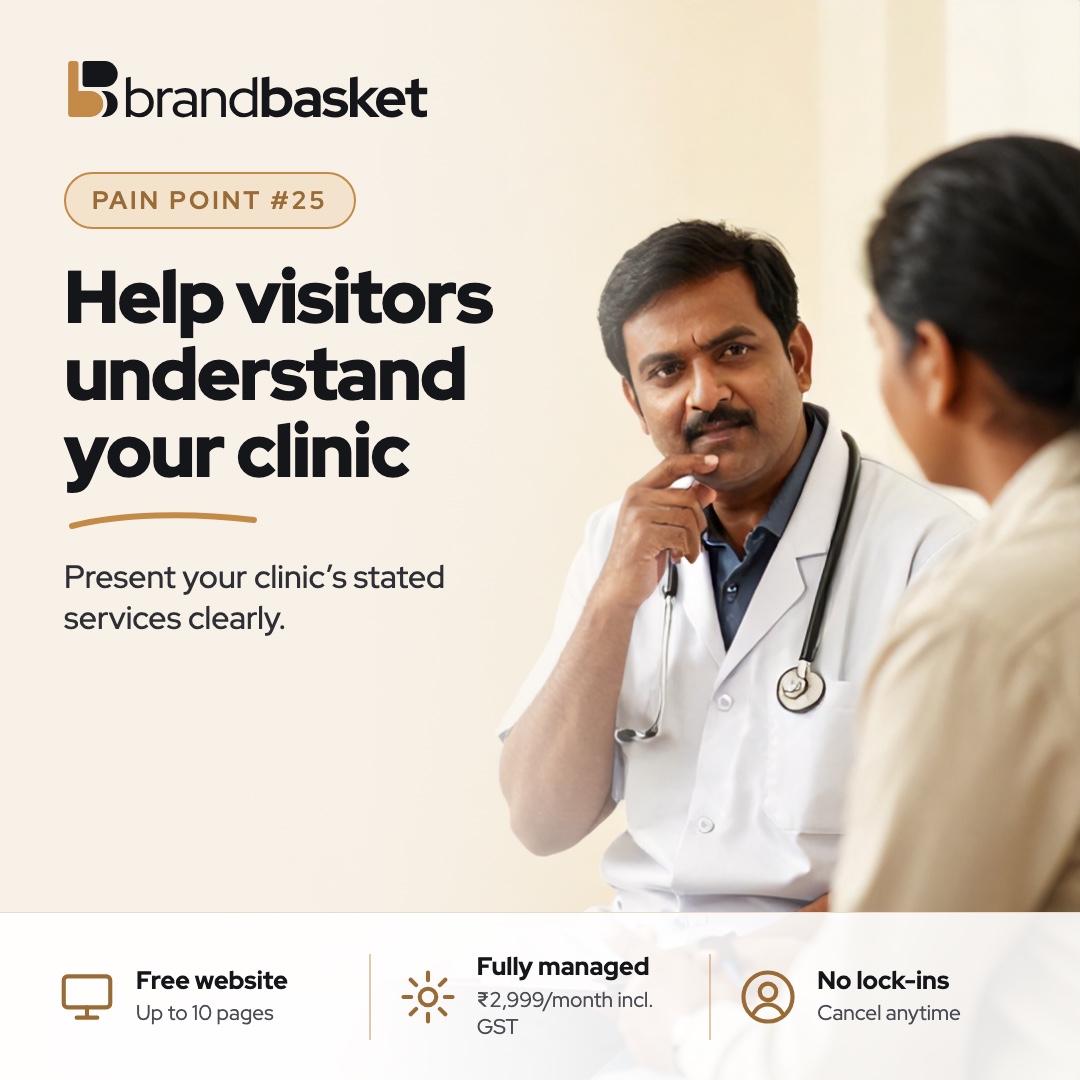 brandbasket
PAIN POINT #25
Help visitors
understand
your clinic
Present your clinic’s stated
services clearly.
Free website
Up to 10 pages
Fully managed
₹2,999/month incl.
GST
No lock-ins
Cancel anytime